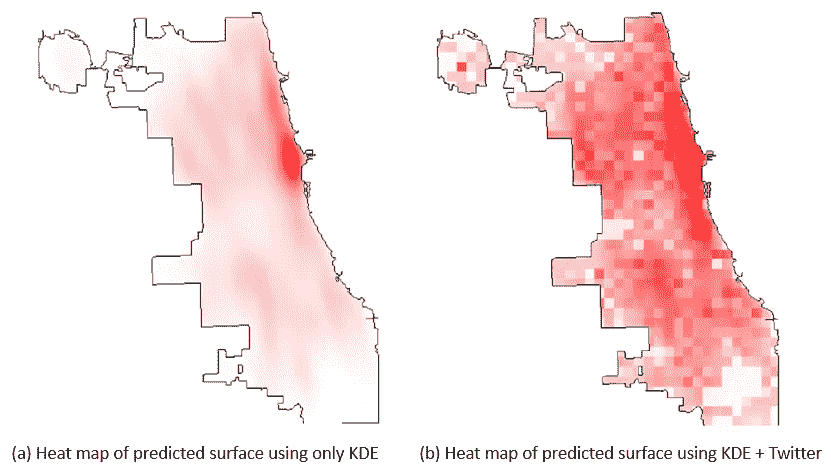 (a) Heat map of predicted surface using only KDE
(b) Heat map of predicted surface using KDE + Twitter